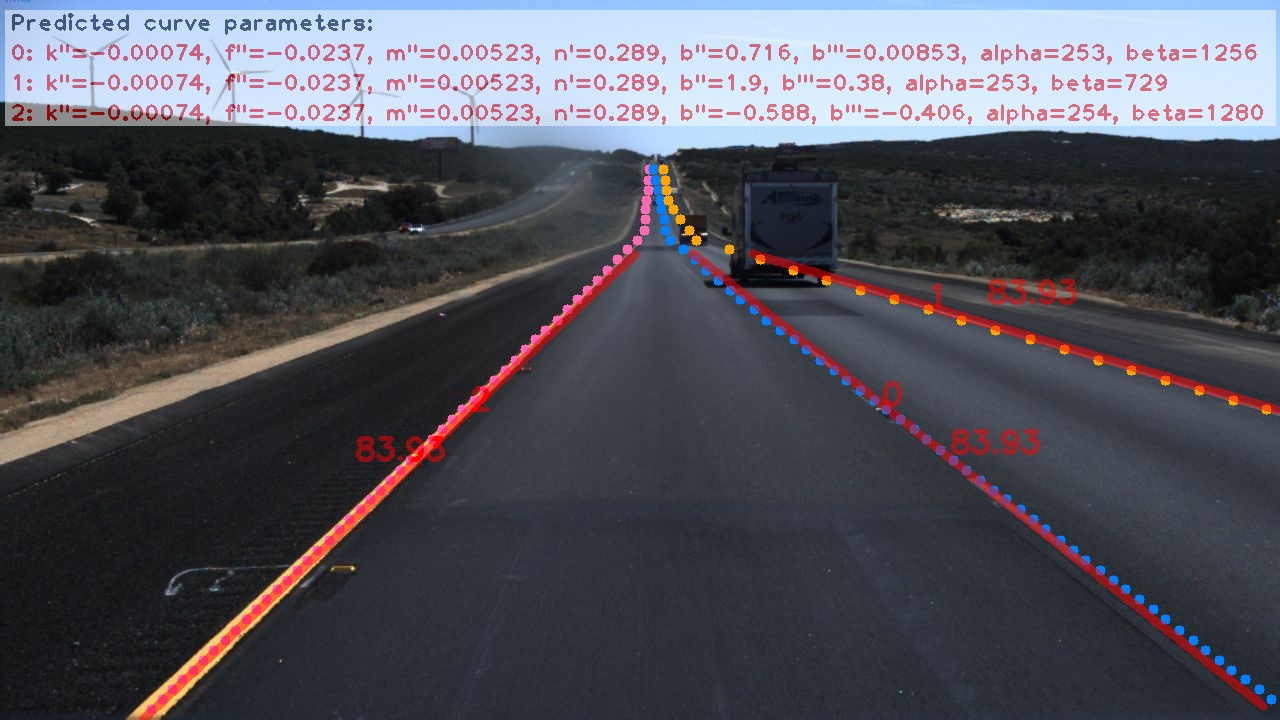 Predicted curve parameters:
0: k''=-0.00074, f''=-0.0237, m''=0.00523, n'=0.289, b''=0.716, b'''=0.00853, alpha=253, beta=1256
1: k''=-0.00074, f''=-0.0237, m''=0.00523, n'=0.289, b''=1.9, b'''=0.38, alpha=253, beta=729
2: k''=-0.00074, f''=-0.0237, m''=0.00523, n'=0.289, b''=-0.588, b'''=-0.406, alpha=254, beta=1280
Attitude
1 83.93
2 0
83.93 83.93